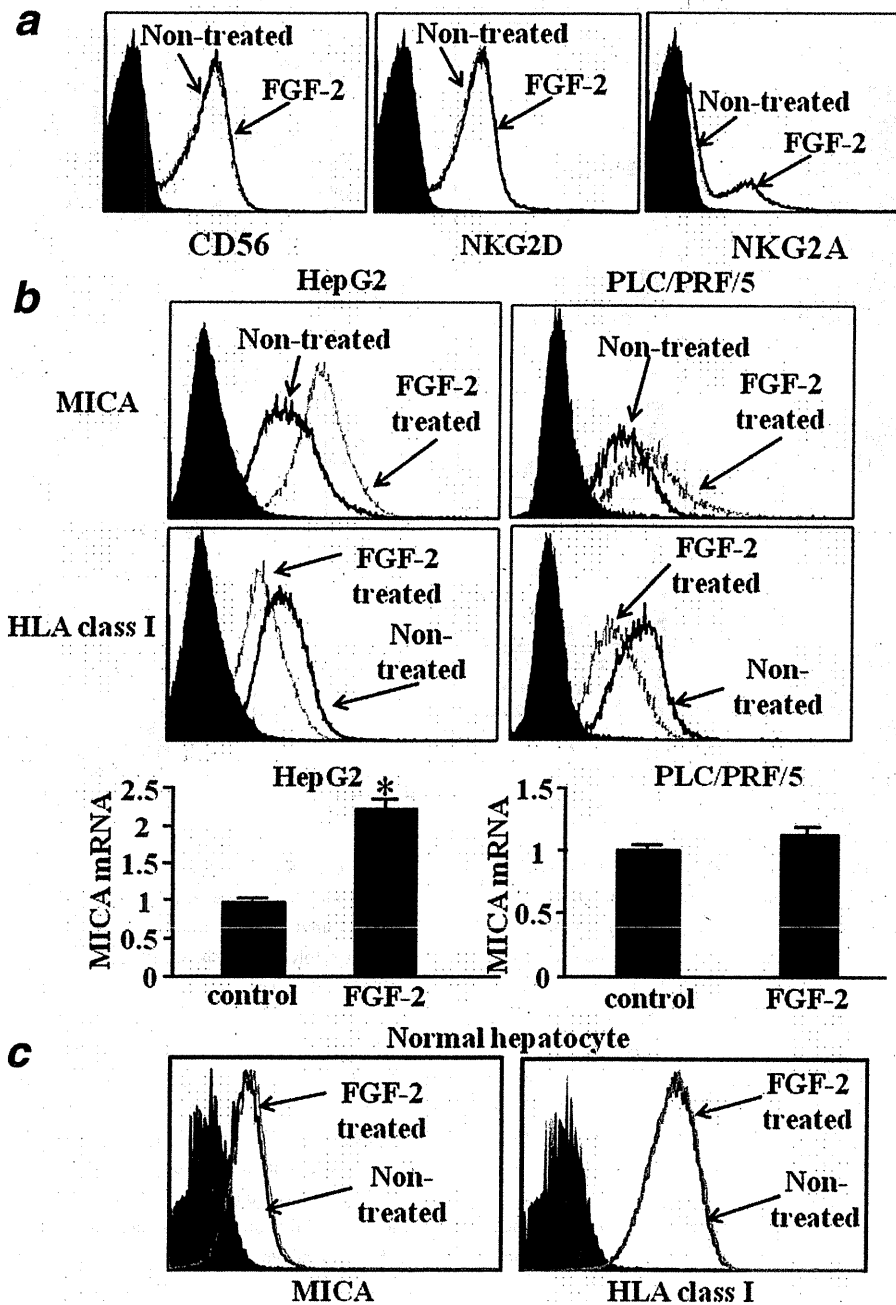 a
Non-treated
FGF-2
Non-treated
FGF-2
Non-treated
FGF-2
CD56
NKG2D
NKG2A
b
HepG2
PLC/PRF/5
MICA
Non-treated
FGF-2
treated
Non-treated
FGF-2
treated
HLA class I
FGF-2
treated
Non-
treated
FGF-2
treated
Non-
treated
HepG2
MICA mRNA
2.5
2
1.5
1
0.5
0
*
control
FGF-2
PLC/PRF/5
MICA mRNA
1.5
1
0.5
0
control
FGF-2
c
Normal hepatocyte
FGF-2
treated
Non-
treated
FGF-2
treated
Non-
treated
MICA
HLA class I